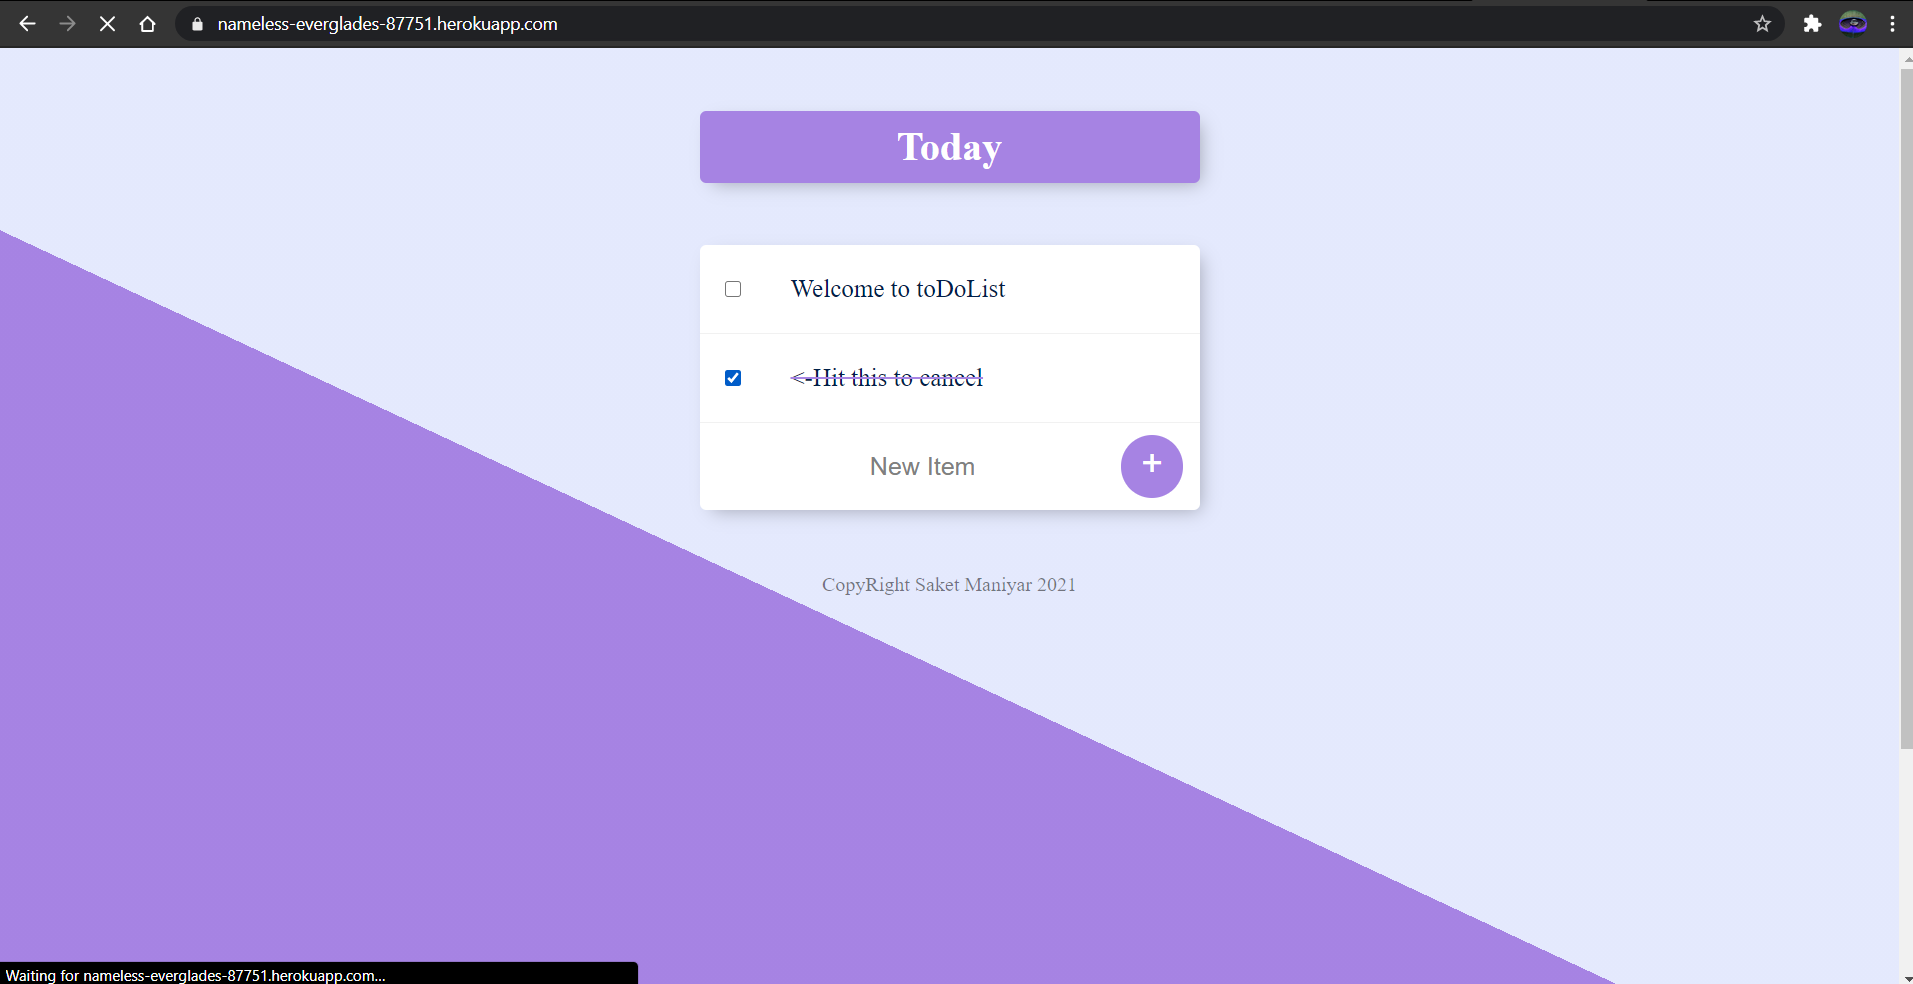 nameless-everglades-87751.herokuapp.com
Today
Welcome to toDoList
<-Hit this to cancel
New Item
+
CopyRight Saket Maniyar 2021
Waiting for nameless-everglades-87751.herokuapp.com...